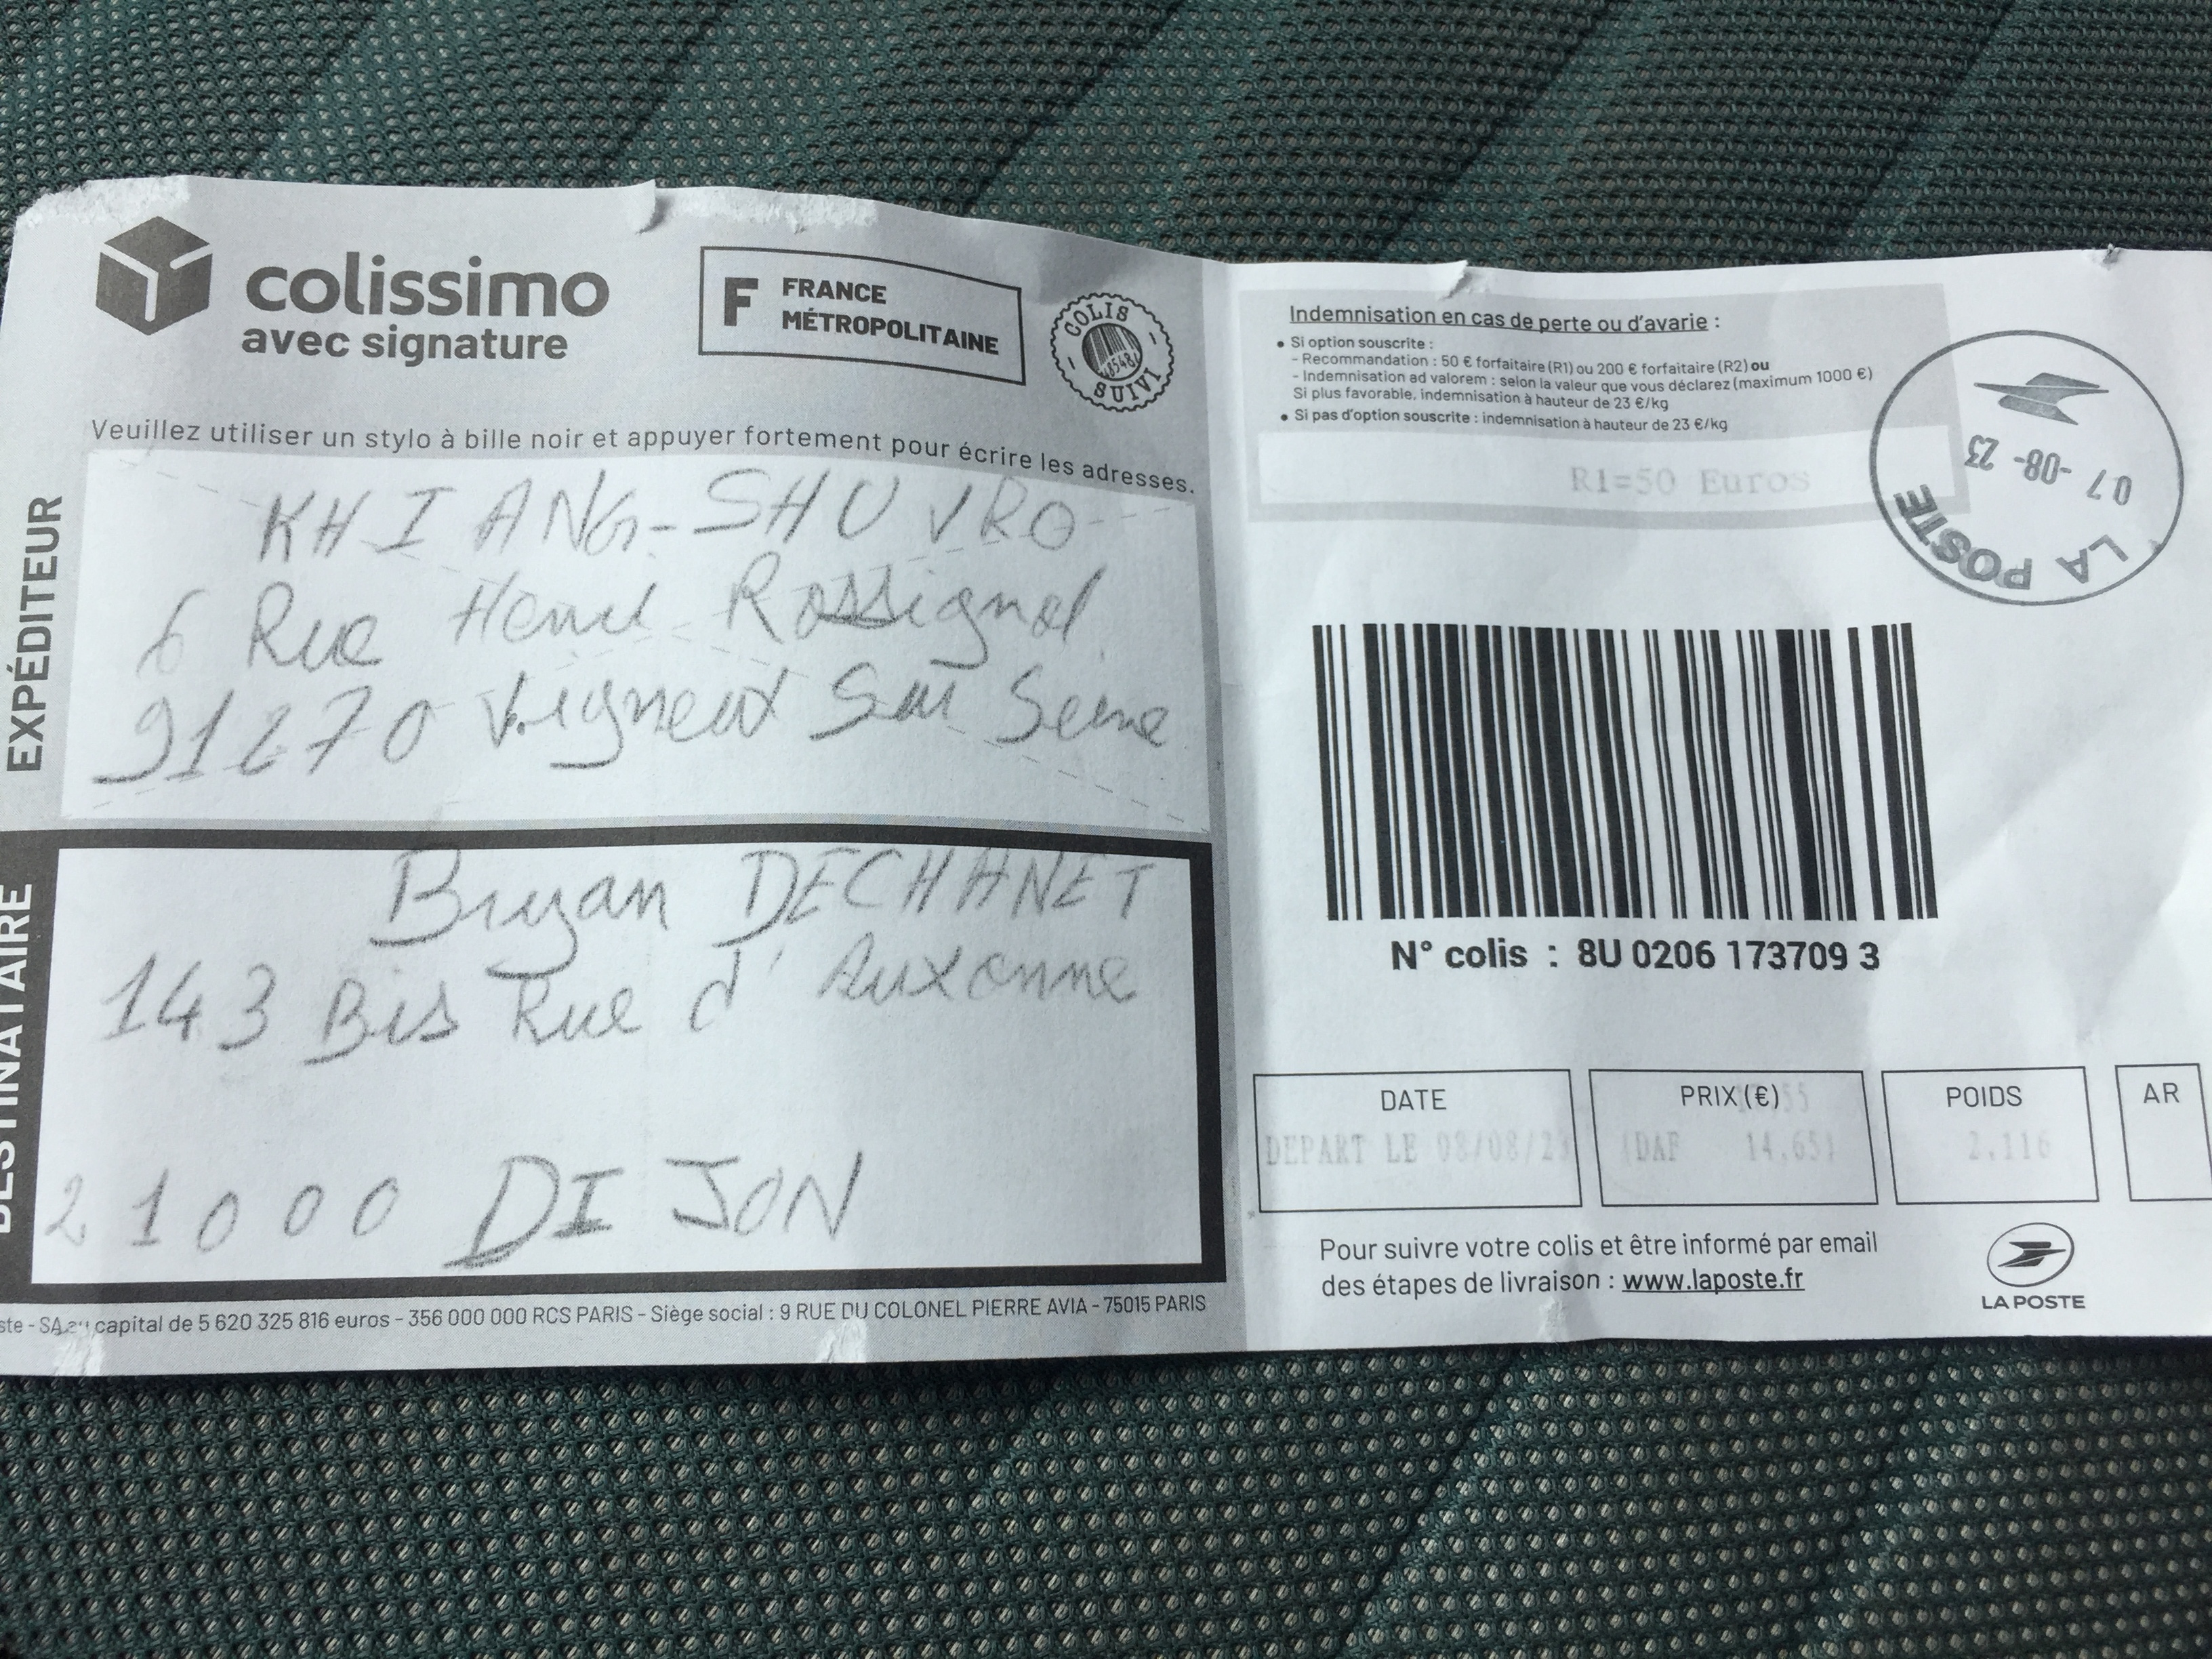 colissimo
avec signature
F FRANCE
MÉTROPOLITAINE
COLIS
SUIVI
Veuillez utiliser un stylo à bille noir et appuyer fortement pour écrire les adresses.
EXPÉDITEUR
KHIANG-SHUVRO
6 Rue Henri Rossignol
91270 Vigneux Sur Seine
DESTINATAIRE
Bryan DECHANET
143 Bis Rue d'Auxonne
21000 DIJON
ste - SA au capital de 5 620 325 816 euros - 356 000 000 RCS PARIS - Siège social : 9 RUE DU COLONEL PIERRE AVIA - 75015 PARIS
Indemnisation en cas de perte ou d'avarie :
• Si option souscrite :
- Recommandation : 50 € forfaitaire (R1) ou 200 € forfaitaire (R2) ou
- Indemnisation ad valorem : selon la valeur que vous déclarez (maximum 1000 €)
Si plus favorable, indemnisation à hauteur de 23 €/kg
• Si pas d'option souscrite : indemnisation à hauteur de 23 €/kg
R1=50 Euros
LA POSTE
07-08-23
N° colis : 8U 0206 173709 3
DATE
DEPART LE 08/08/23
PRIX (€)
(DAF 14.65)
POIDS
2.116
AR
Pour suivre votre colis et être informé par email
des étapes de livraison : www.laposte.fr
LA POSTE